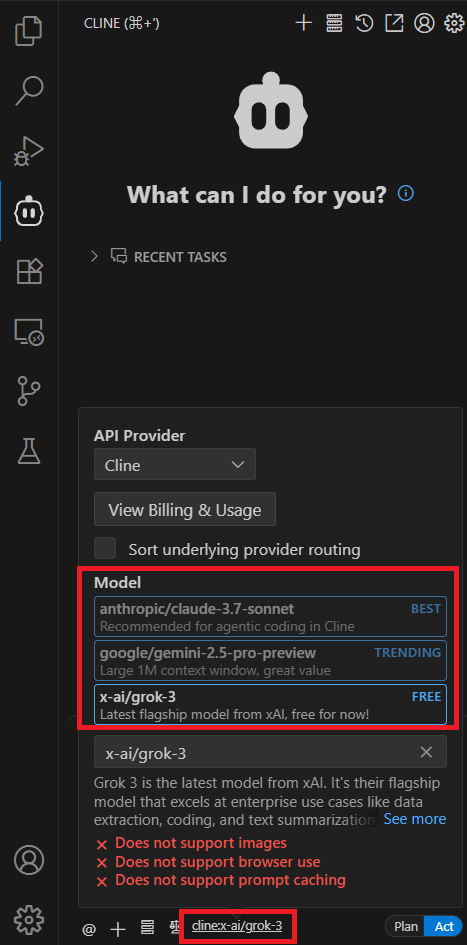 CLINE (⌘+')
What can I do for you?
RECENT TASKS
API Provider
Cline
View Billing & Usage
Sort underlying provider routing
Model
anthropic/claude-3.7-sonnet BEST
Recommended for agentic coding in Cline
google/gemini-2.5-pro-preview TRENDING
Large 1M context window, great value
x-ai/grok-3 FREE
Latest flagship model from xAI, free for now!
x-ai/grok-3
Grok 3 is the latest model from xAI. It's their flagship
model that excels at enterprise use cases like data
extraction, coding, and text summarization See more
Does not support images
Does not support browser use
Does not support prompt caching
@ cline:x-ai/grok-3 Plan Act